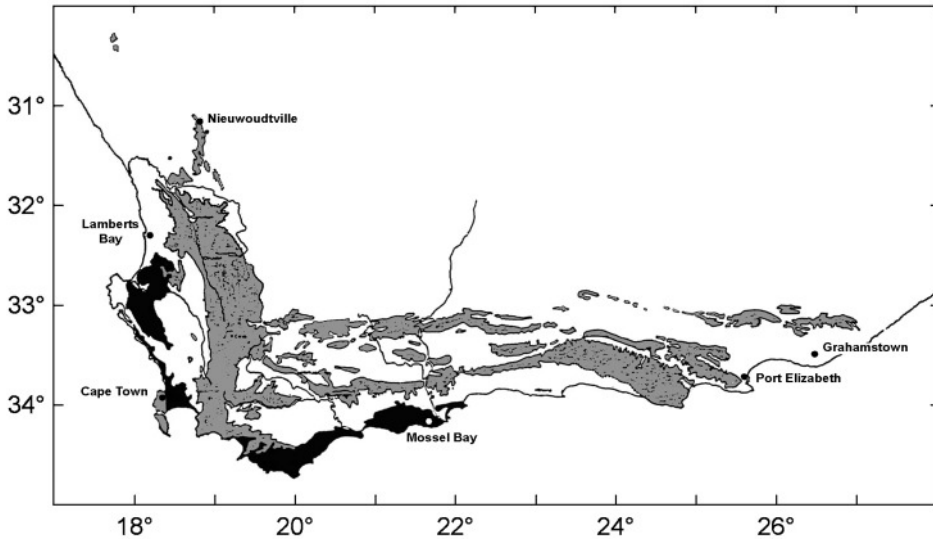 31°
Nieuwoudtville
32°
Lamberts
Bay
33°
Grahamstown
Port Elizabeth
Cape Town
34°
Mossel Bay
18°
20°
22°
24°
26°